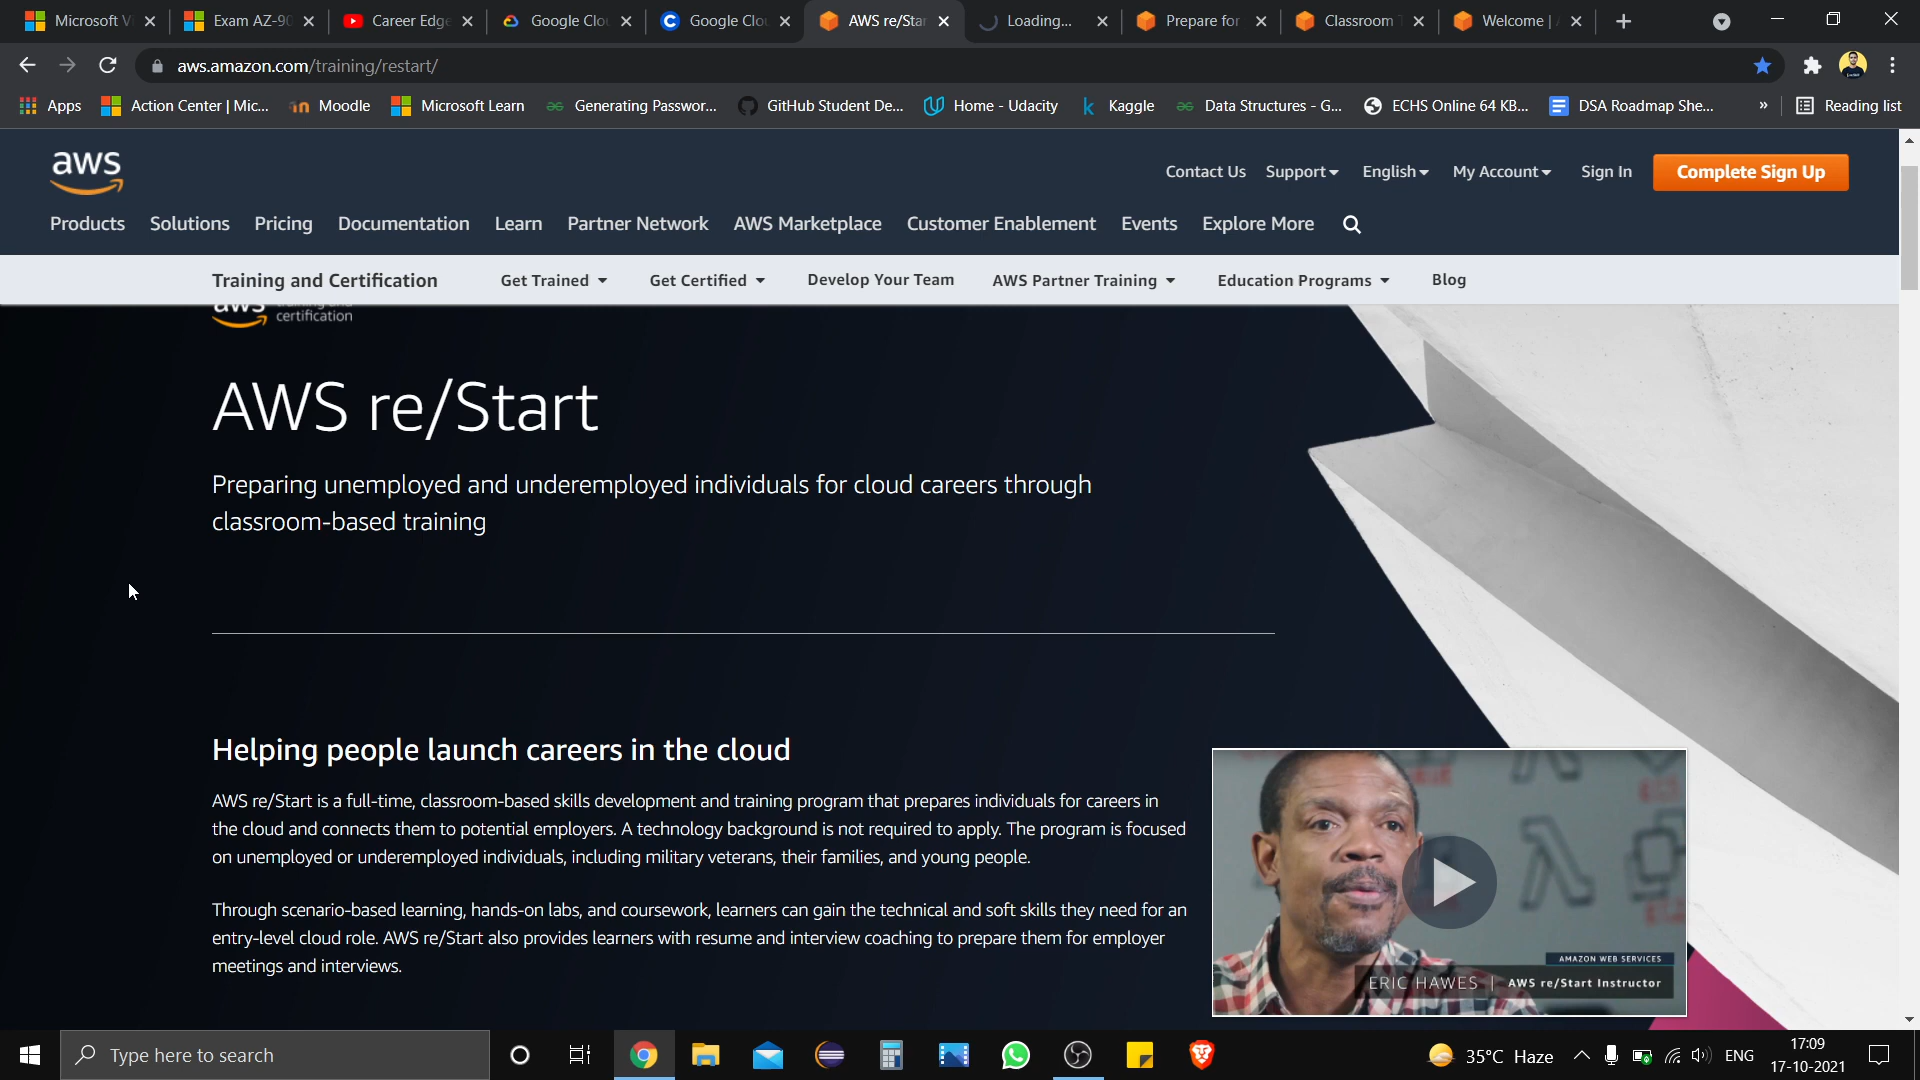 Microsoft Vi
Exam AZ-90
Career Edge
Google Clou
Google Clou
AWS re/Star
Loading...
Prepare for
Classroom T
Welcome | A
aws.amazon.com/training/restart/
Apps
Action Center | Mic...
Moodle
Microsoft Learn
Generating Passwor...
GitHub Student De...
Home - Udacity
Kaggle
Data Structures - G...
ECHS Online 64 KB...
DSA Roadmap She...
»
Reading list
aws
Contact Us
Support
English
My Account
Sign In
Complete Sign Up
Products
Solutions
Pricing
Documentation
Learn
Partner Network
AWS Marketplace
Customer Enablement
Events
Explore More
Training and Certification
Get Trained
Get Certified
Develop Your Team
AWS Partner Training
Education Programs
Blog
aws training and
certification
AWS re/Start
Preparing unemployed and underemployed individuals for cloud careers through
classroom-based training
Helping people launch careers in the cloud
AWS re/Start is a full-time, classroom-based skills development and training program that prepares individuals for careers in
the cloud and connects them to potential employers. A technology background is not required to apply. The program is focused
on unemployed or underemployed individuals, including military veterans, their families, and young people.
Through scenario-based learning, hands-on labs, and coursework, learners can gain the technical and soft skills they need for an
entry-level cloud role. AWS re/Start also provides learners with resume and interview coaching to prepare them for employer
meetings and interviews.
AMAZON WEB SERVICES
ERIC HAWES | AWS re/Start Instructor
Type here to search
35°C Haze
ENG
17:09
17-10-2021